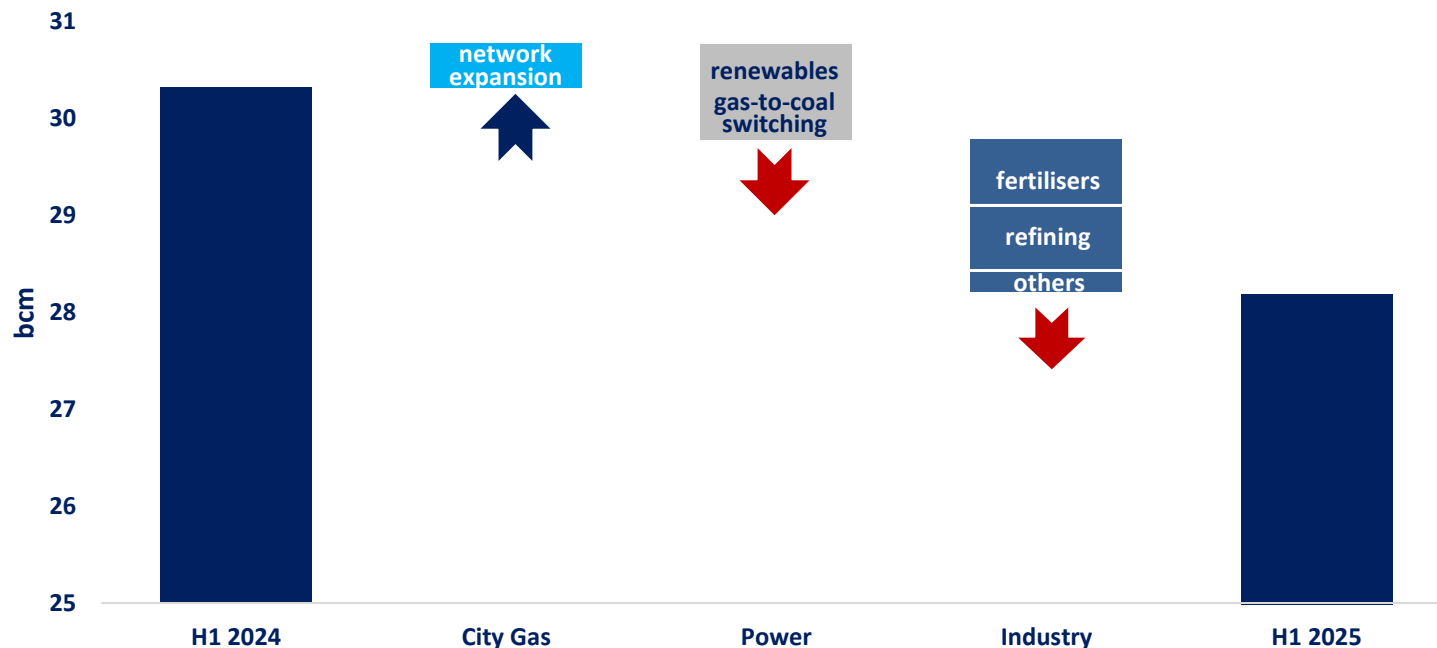 31
30
29
28
27
26
25
bcm
network
expansion
renewables
gas-to-coal
switching
fertilisers
refining
others
H1 2024
City Gas
Power
Industry
H1 2025